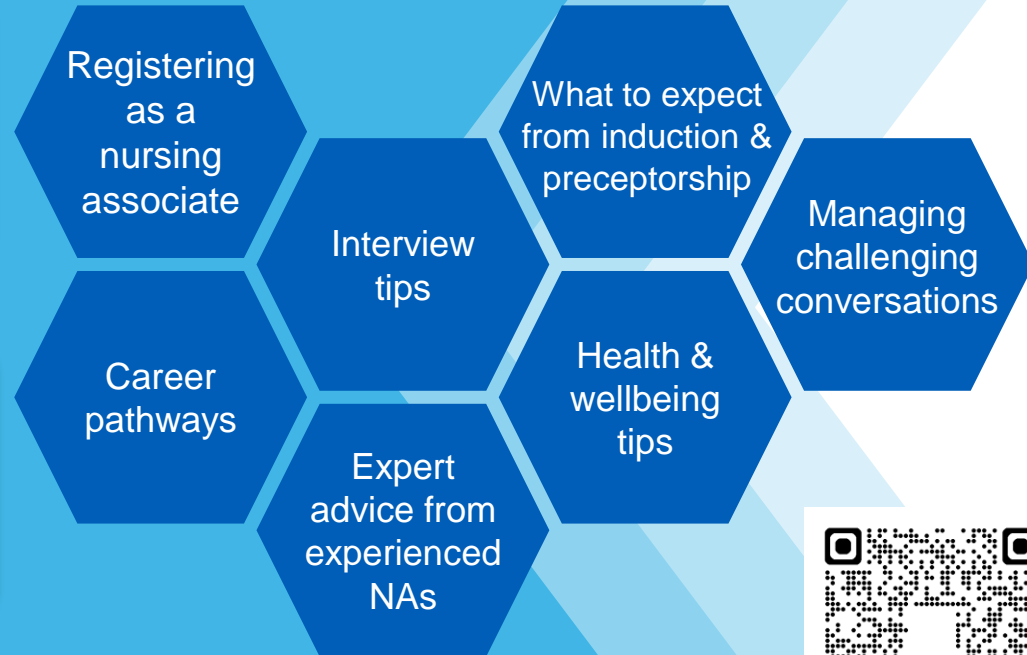 Registering
as a
nursing
associate
What to expect
from induction &
preceptorship
Interview
tips
Managing
challenging
conversations
Career
pathways
Health &
wellbeing
tips
Expert
advice from
experienced
NAs